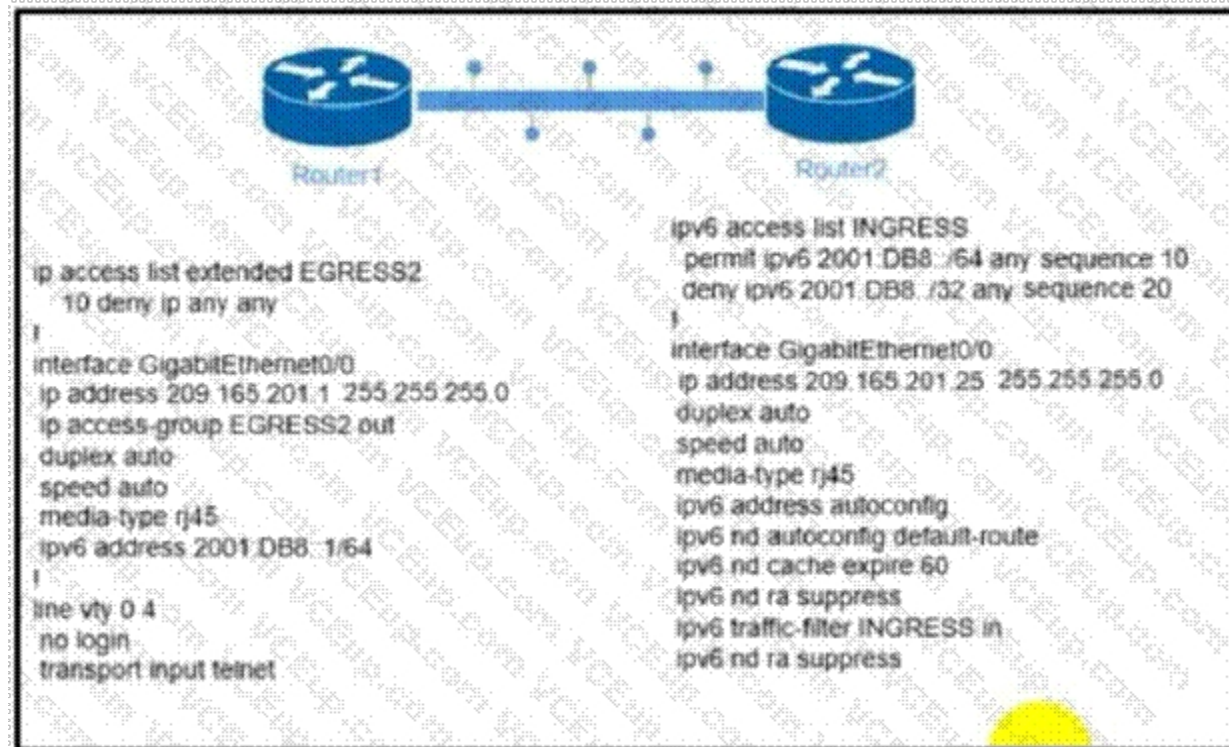 Router1
Router2
ip access list extended EGRESS2
10 deny ip any any
!
interface GigabitEthernet0/0
ip address 209.165.201.1 255.255.255.0
ip access-group EGRESS2 out
duplex auto
speed auto
media-type rj45
ipv6 address 2001:DB8::1/64
!
line vty 0 4
no login
transport input telnet
ipv6 access list INGRESS
permit ipv6 2001:DB8::/64 any sequence 10
deny ipv6 2001:DB8::/32 any sequence 20
!
interface GigabitEthernet0/0
ip address 209.165.201.25 255.255.255.0
duplex auto
speed auto
media-type rj45
ipv6 address autoconfig
ipv6 nd autoconfig default-route
ipv6 nd cache expire 60
ipv6 nd ra suppress
ipv6 traffic-filter INGRESS in
ipv6 nd ra suppress